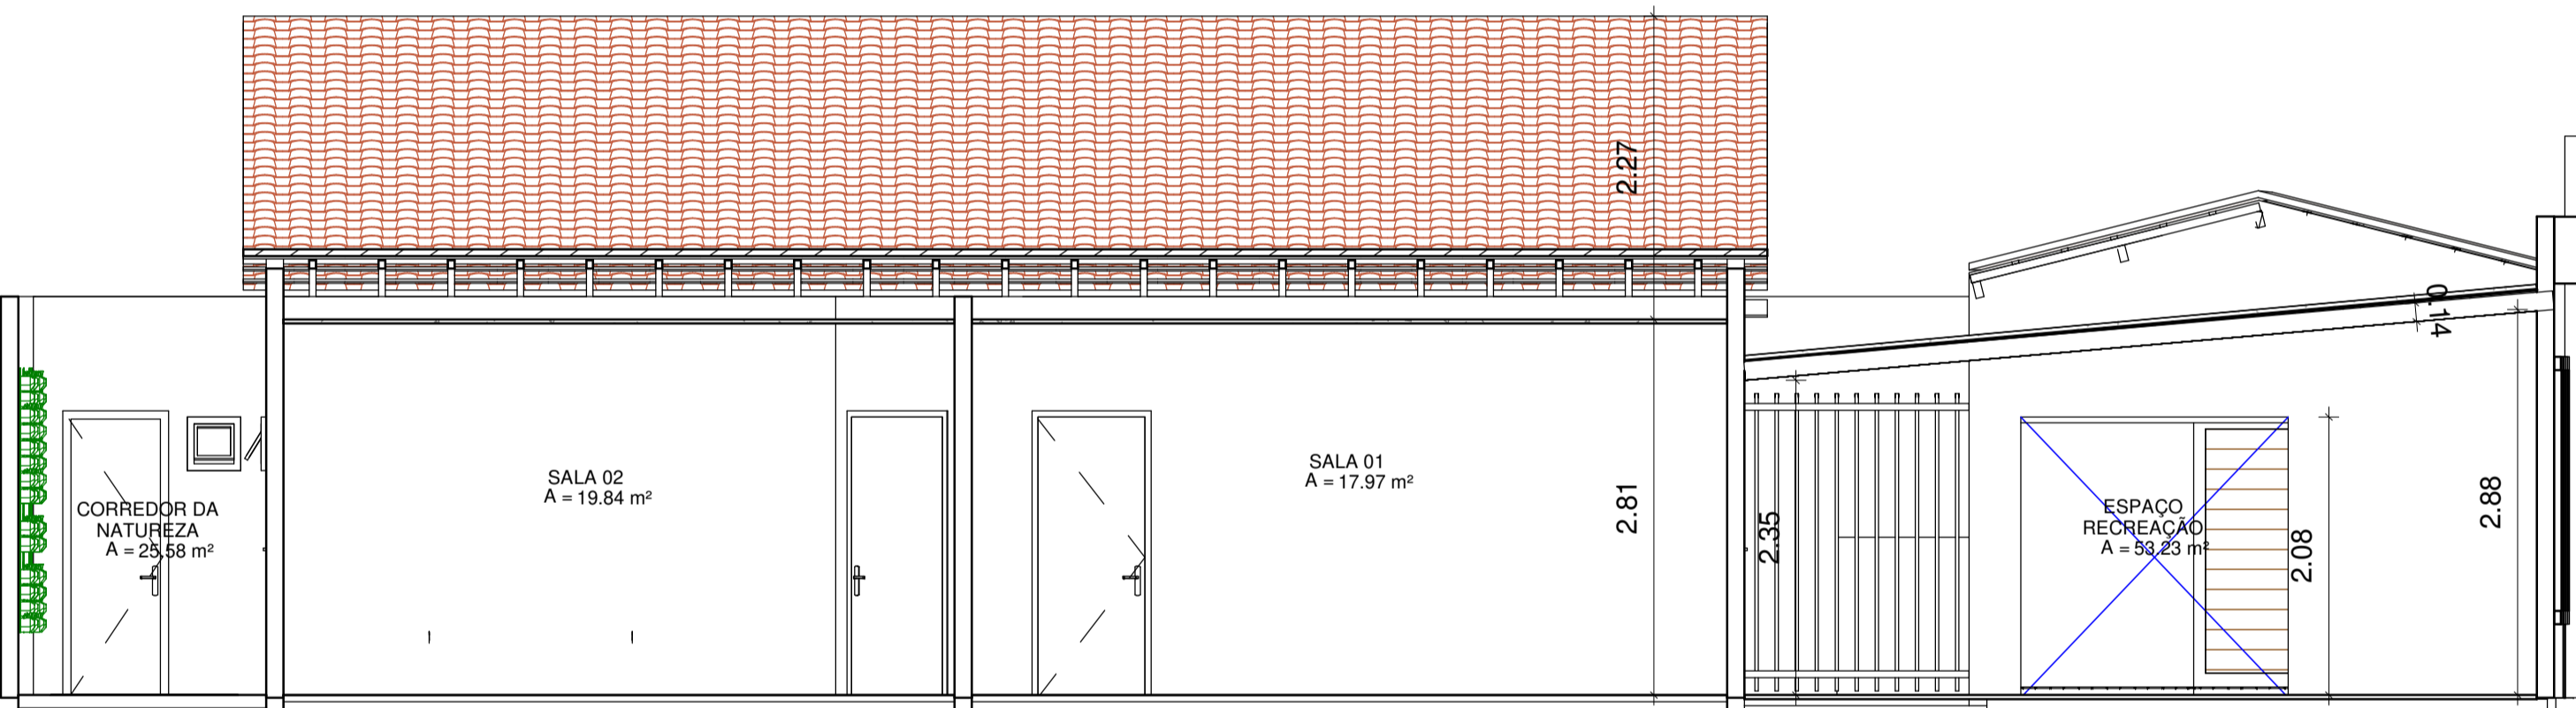 2.27
0.14
CORREDOR DA
NATUREZA
A = 25.58 m²
SALA 02
A = 19.84 m²
SALA 01
A = 17.97 m²
2.81
2.35
ESPAÇO
RECREAÇÃO
A = 53.23 m²
2.08
2.88